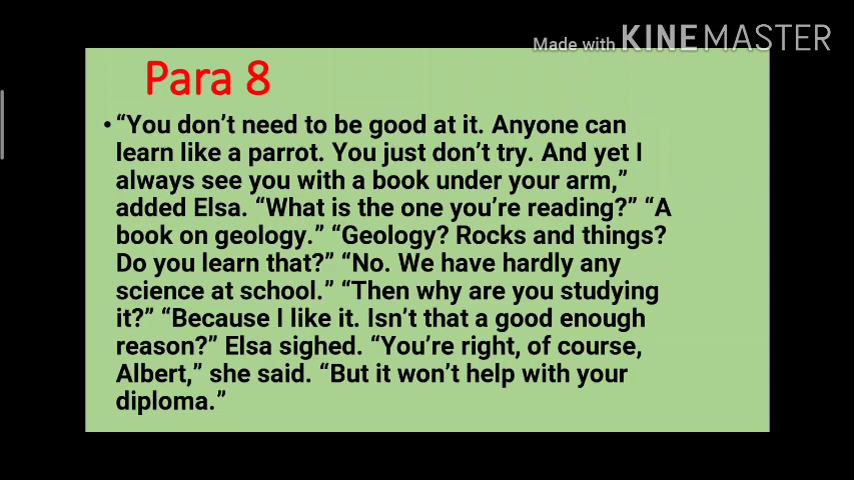 Made with KINEMASTER
Para 8
• “You don’t need to be good at it. Anyone can
learn like a parrot. You just don’t try. And yet I
always see you with a book under your arm,”
added Elsa. “What is the one you’re reading?” “A
book on geology.” “Geology? Rocks and things?
Do you learn that?” “No. We have hardly any
science at school.” “Then why are you studying
it?” “Because I like it. Isn’t that a good enough
reason?” Elsa sighed. “You’re right, of course,
Albert,” she said. “But it won’t help with your
diploma.”